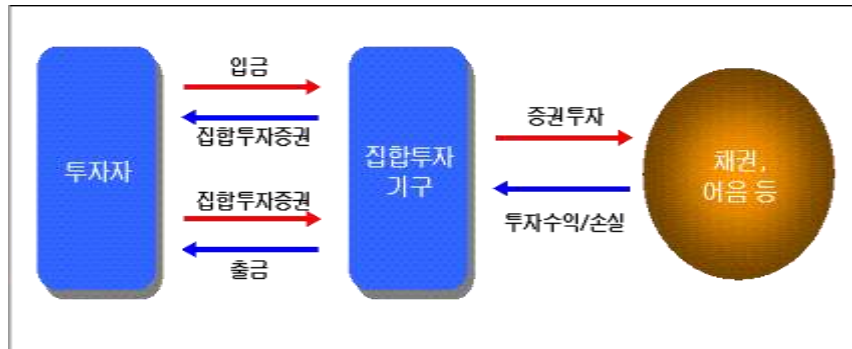 입금
집합투자증권
투자자
집합투자증권
출금
집합투자
기구
증권투자
투자수익/손실
채권,
어음 등